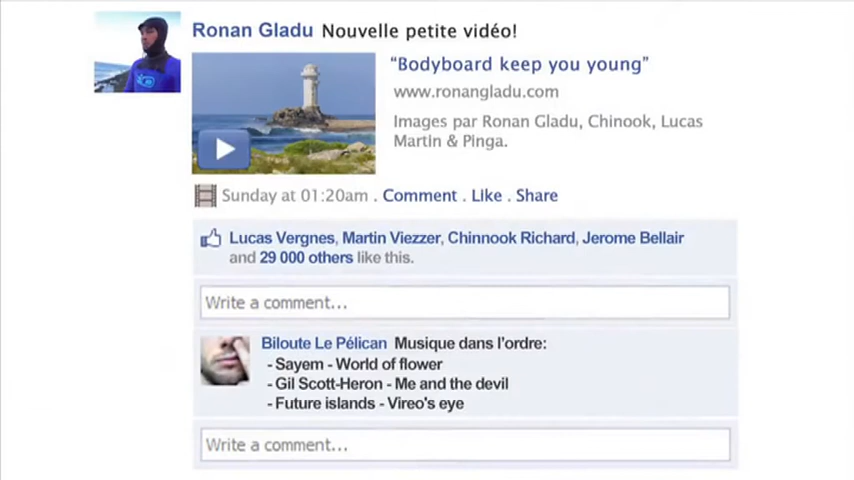 Ronan Gladu Nouvelle petite vidéo!
“Bodyboard keep you young”
www.ronangladu.com
Images par Ronan Gladu, Chinook, Lucas
Martin & Pinga.
Sunday at 01:20am . Comment . Like . Share
Lucas Vergnes, Martin Viezzer, Chinnook Richard, Jerome Bellair
and 29 000 others like this.
Write a comment...
Biloute Le Pélican Musique dans l'ordre:
- Sayem - World of flower
- Gil Scott-Heron - Me and the devil
- Future islands - Vireo's eye
Write a comment...